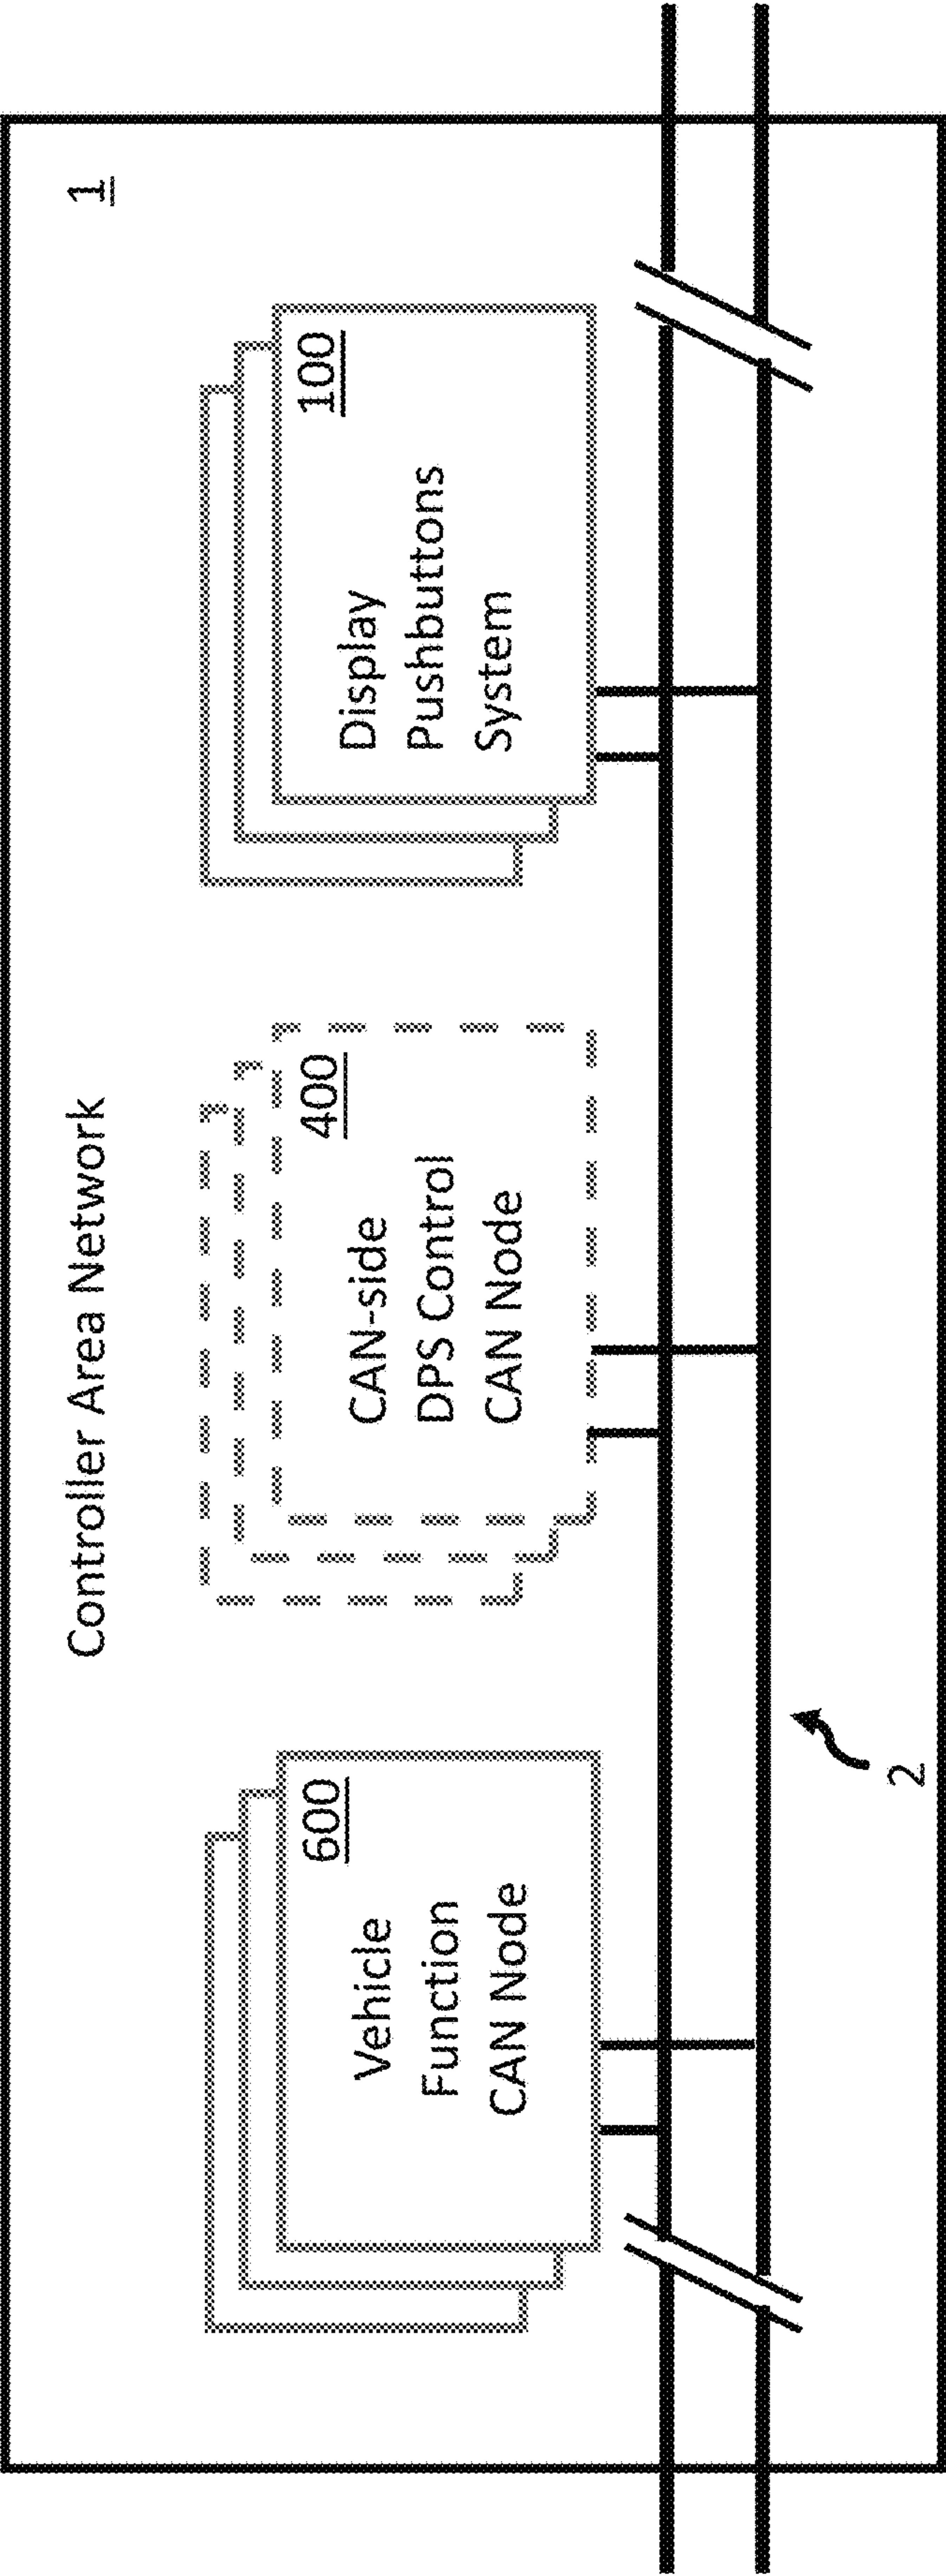 Controller Area Network
1
600
Vehicle
Function
CAN Node
400
CAN-side
DPS Control
CAN Node
100
Display
Pushbuttons
System
2